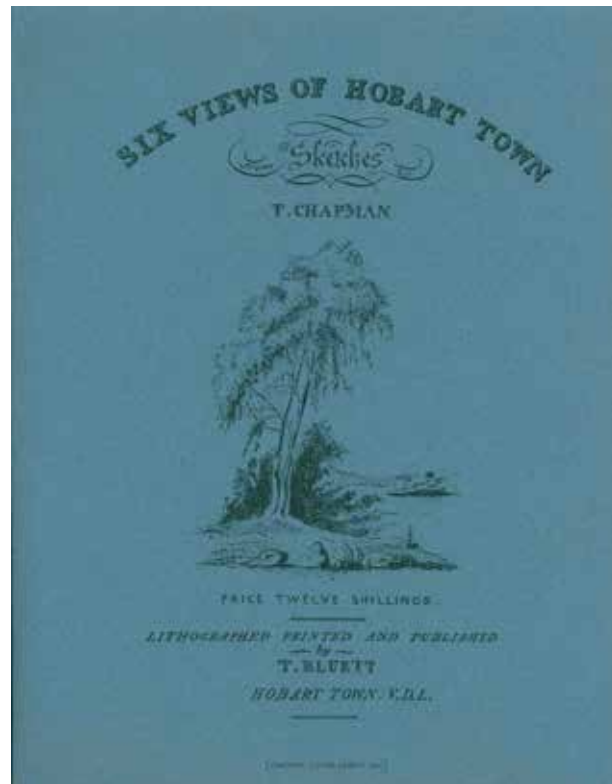 SIX VIEWS OF HOBART TOWN
Sketches
T. CHAPMAN
PRICE TWELVE SHILLINGS.
LITHOGRAPHED PRINTED AND PUBLISHED
by
T. BLUETT
HOBART TOWN. V.D.L.